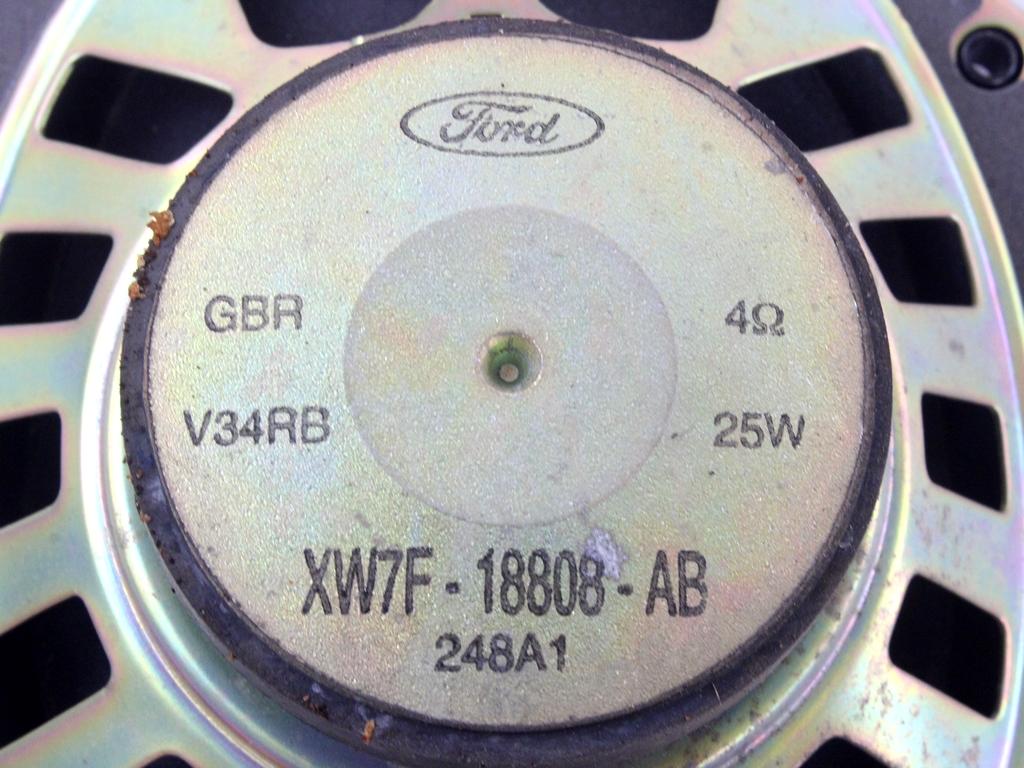 Ford
GBR 4Ω
V34RB 25W
XW7F - 18808 - AB
248A1